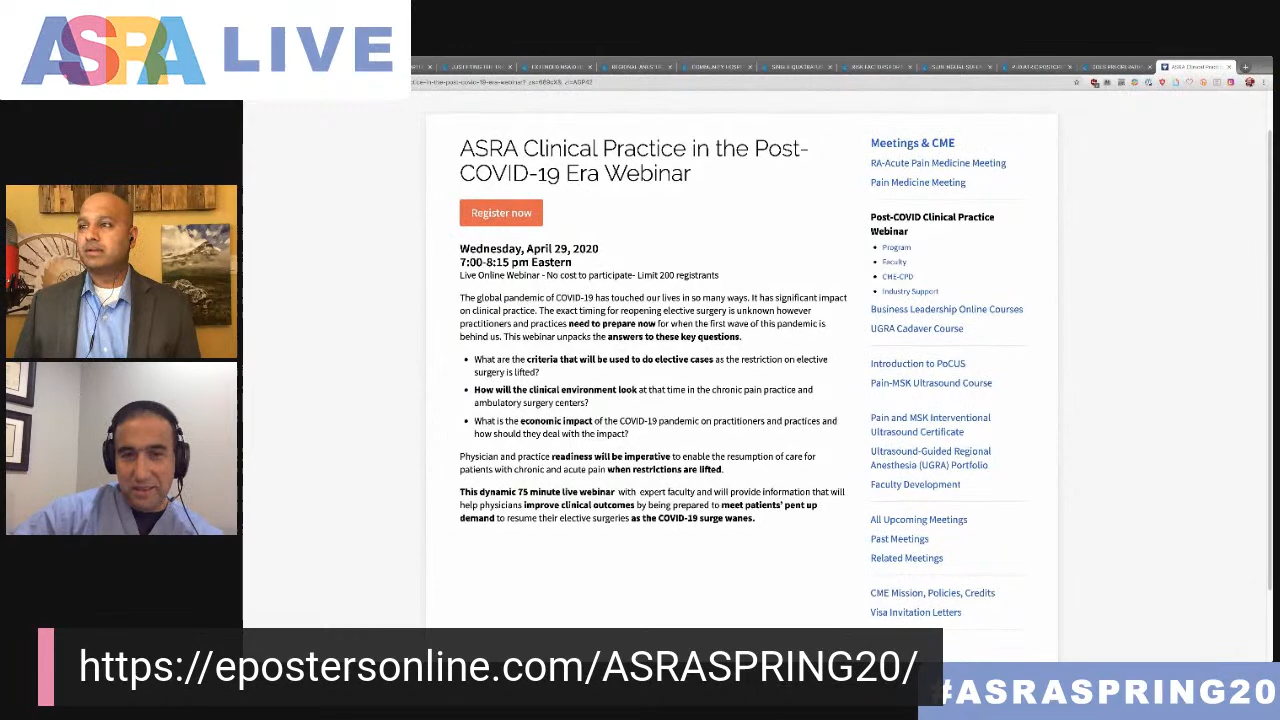 ASRA LIVE
ASRA Clinical Practice in the Post-
COVID-19 Era Webinar
Register now
Wednesday, April 29, 2020
7:00-8:15 pm Eastern
Live Online Webinar - No cost to participate- Limit 200 registrants
The global pandemic of COVID-19 has touched our lives in so many ways. It has significant impact
on clinical practice. The exact timing for reopening elective surgery is unknown however
practitioners and practices need to prepare now for when the first wave of this pandemic is
behind us. This webinar unpacks the answers to these key questions.
• What are the criteria that will be used to do elective cases as the restriction on elective
surgery is lifted?
• How will the clinical environment look at that time in the chronic pain practice and
ambulatory surgery centers?
• What is the economic impact of the COVID-19 pandemic on practitioners and practices and
how should they deal with the impact?
Physician and practice readiness will be imperative to enable the resumption of care for
patients with chronic and acute pain when restrictions are lifted.
This dynamic 75 minute live webinar with expert faculty and will provide information that will
help physicians improve clinical outcomes by being prepared to meet patients' pent up
demand to resume their elective surgeries as the COVID-19 surge wanes.
Meetings & CME
RA-Acute Pain Medicine Meeting
Pain Medicine Meeting
Post-COVID Clinical Practice
Webinar
• Program
• Faculty
• CME-CPD
• Industry Support
Business Leadership Online Courses
UGRA Cadaver Course
Introduction to PoCUS
Pain-MSK Ultrasound Course
Pain and MSK Interventional
Ultrasound Certificate
Ultrasound-Guided Regional
Anesthesia (UGRA) Portfolio
Faculty Development
All Upcoming Meetings
Past Meetings
Related Meetings
CME Mission, Policies, Credits
Visa Invitation Letters
https://epostersonline.com/ASRASPRING20/
#ASRASPRING20